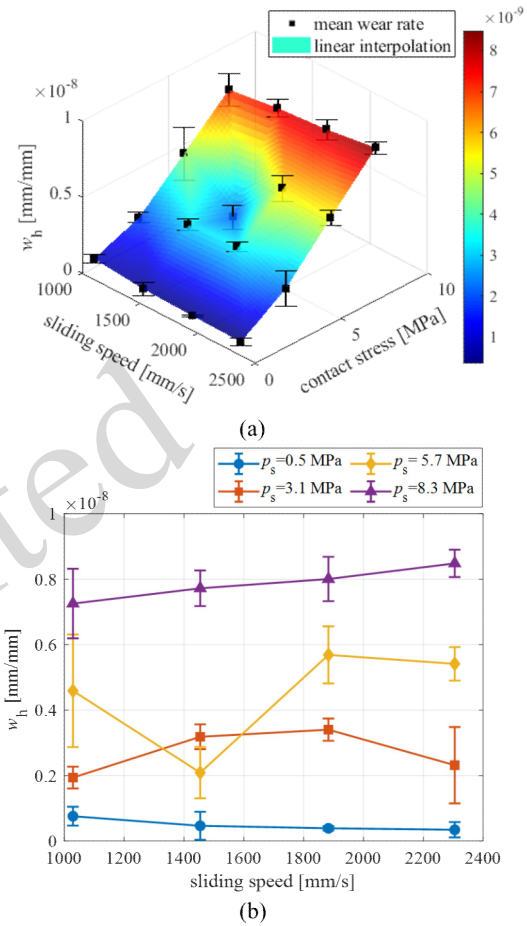 ×10⁻⁹
mean wear rate
linear interpolation
×10⁻⁸
1
0.5
0
w_h [mm/mm]
1000
1500
2000
2500
sliding speed [mm/s]
0
5
10
contact stress [MPa]
8
7
6
5
4
3
2
1
(a)
p_s=0.5 MPa
p_s= 5.7 MPa
p_s=3.1 MPa
p_s=8.3 MPa
×10⁻⁸
1
0.8
0.6
0.4
0.2
0
w_h [mm/mm]
1000 1200 1400 1600 1800 2000 2200 2400
sliding speed [mm/s]
(b)
ted